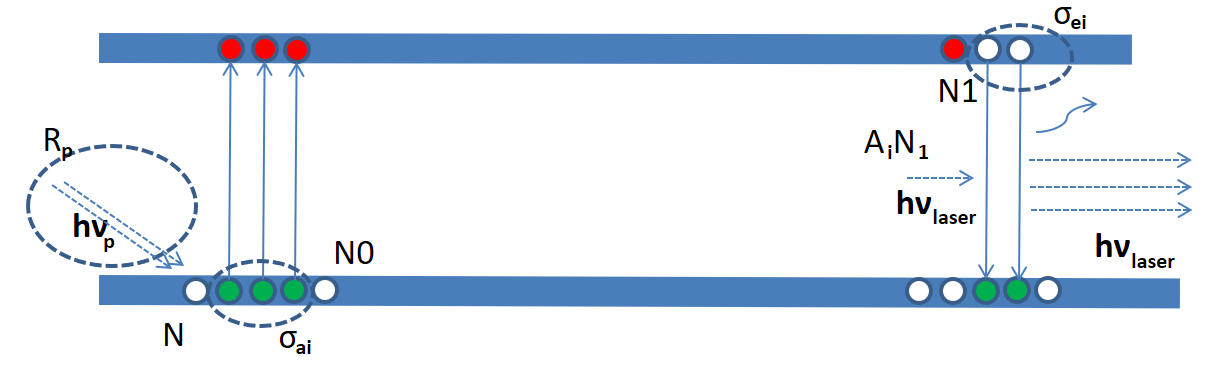 σei
N1
Rp
AiN1
hνp
hνlaser
N0
hνlaser
N
σai